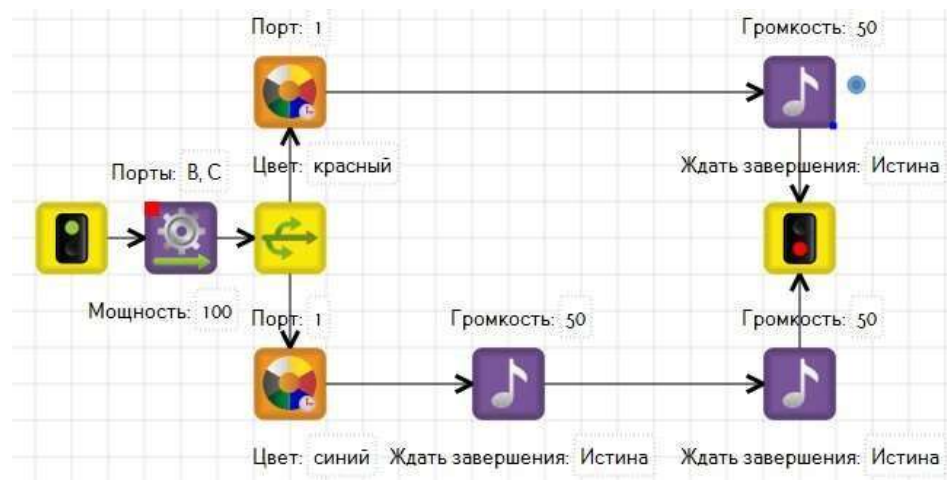 Порт: 1
Громкость: 50
Порты: B, C
Цвет: красный
Ждать завершения: Истина
Мощность: 100
Порт: 1
Громкость: 50
Громкость: 50
Цвет: синий
Ждать завершения: Истина
Ждать завершения: Истина